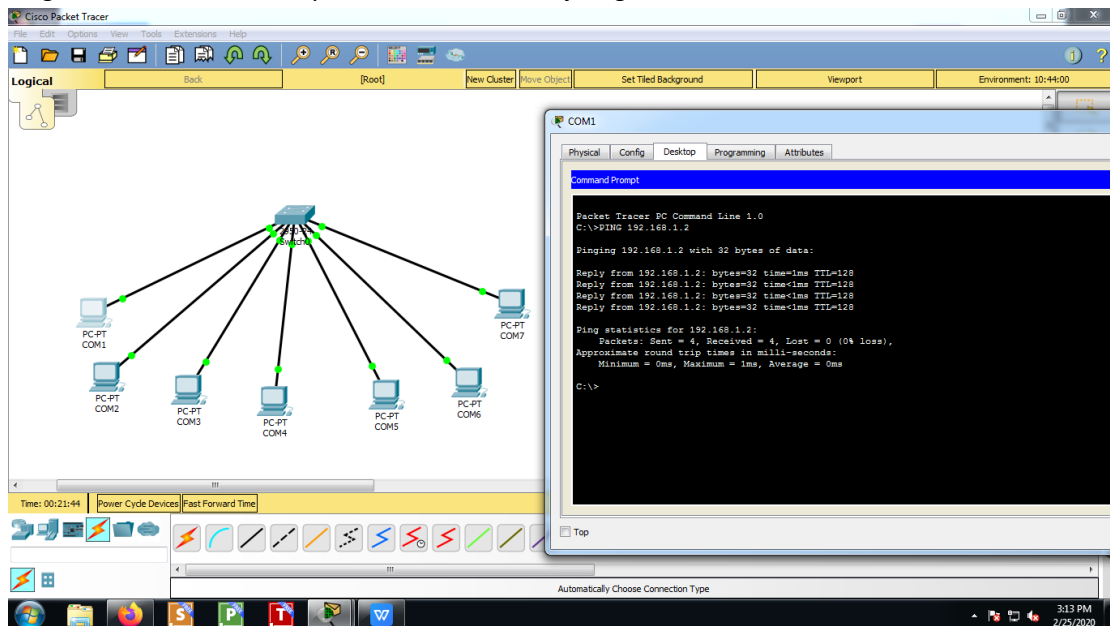 Cisco Packet Tracer
File Edit Options View Tools Extensions Help
Logical Back [Root] New Cluster Move Object Set Tiled Background Viewport Environment: 10:44:00
COM1
Physical Config Desktop Programming Attributes
Command Prompt
Packet Tracer PC Command Line 1.0
C:\>PING 192.168.1.2
Pinging 192.168.1.2 with 32 bytes of data:
Reply from 192.168.1.2: bytes=32 time=1ms TTL=128
Reply from 192.168.1.2: bytes=32 time<1ms TTL=128
Reply from 192.168.1.2: bytes=32 time<1ms TTL=128
Reply from 192.168.1.2: bytes=32 time<1ms TTL=128
Ping statistics for 192.168.1.2:
Packets: Sent = 4, Received = 4, Lost = 0 (0% loss),
Approximate round trip times in milli-seconds:
Minimum = 0ms, Maximum = 1ms, Average = 0ms
C:\>
Top
PC-PT
COM1
PC-PT
COM2
PC-PT
COM3
PC-PT
COM4
PC-PT
COM5
PC-PT
COM6
PC-PT
COM7
Time: 00:21:44 Power Cycle Devices Fast Forward Time
Automatically Choose Connection Type
3:13 PM
2/25/2020